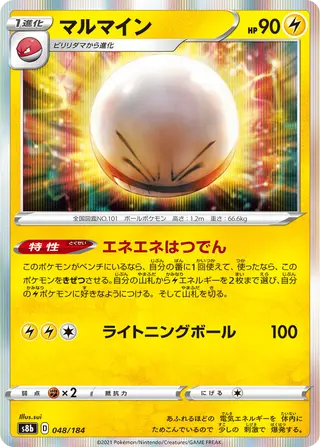 1進化 マルマイン HP90
ビリリダマから進化
全国図鑑NO.101 ボールポケモン 高さ:1.2m 重さ:66.6kg
特性 エネエネはつでん
このポケモンがベンチにいるなら、自分の番に1回使えて、使ったなら、このポ
ケモンをきぜつさせる。自分の山札から エネルギーを2枚まで選び、自分
の ポケモンに好きなようにつける。そして山札を切る。
ライトニングボール 100
弱点 ×2 抵抗力 にげる
Illus.sui
s8b D 048/184
あふれるほどの 電気エネルギーを 体に
ためこんでいるので 少しの 刺激で 爆発する。
©2021 Pokémon/Nintendo/Creatures/GAME FREAK.